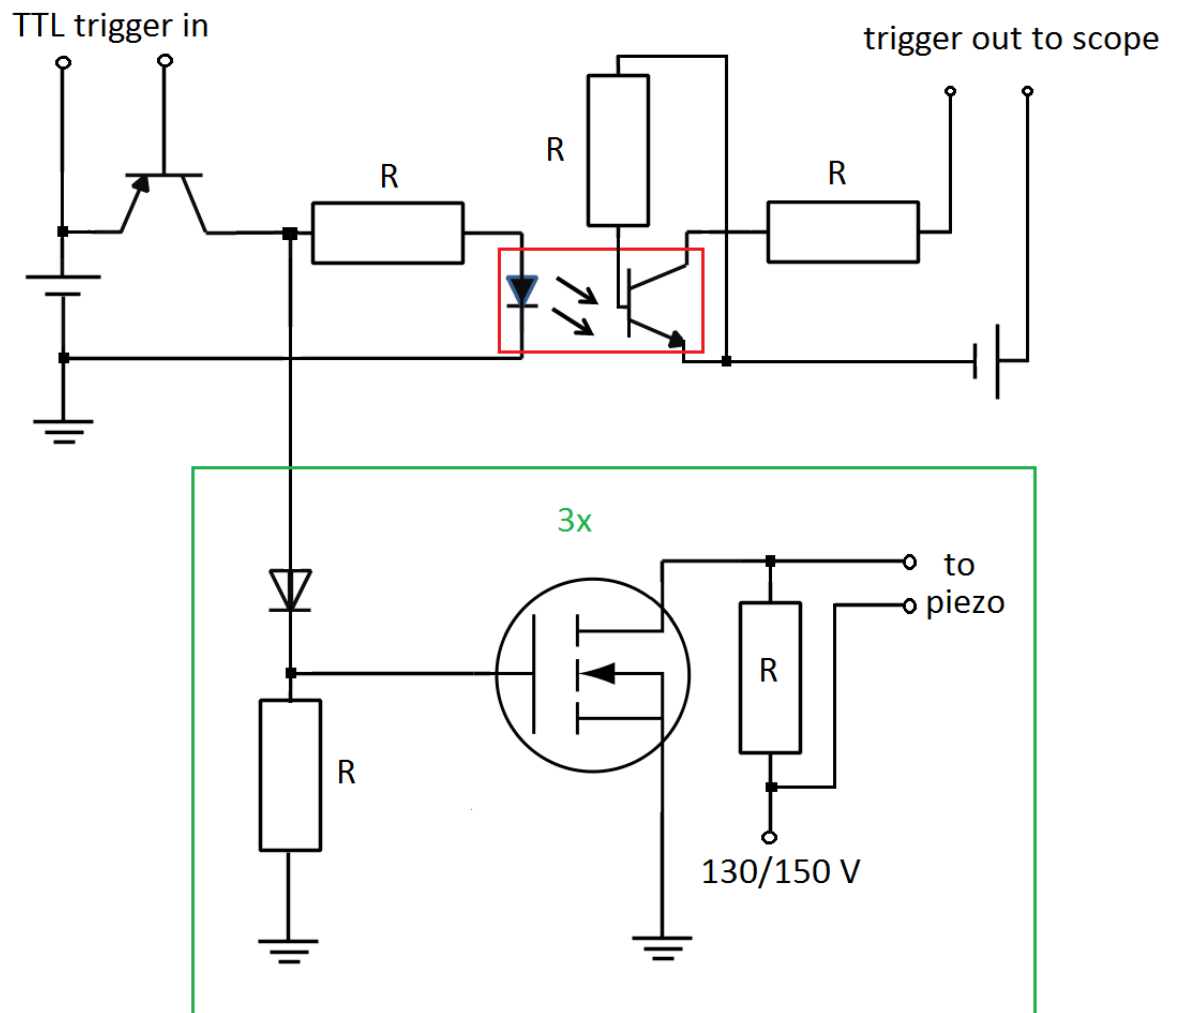 TTL trigger in
trigger out to scope
R
R
R
3x
to
piezo
R
R
130/150 V